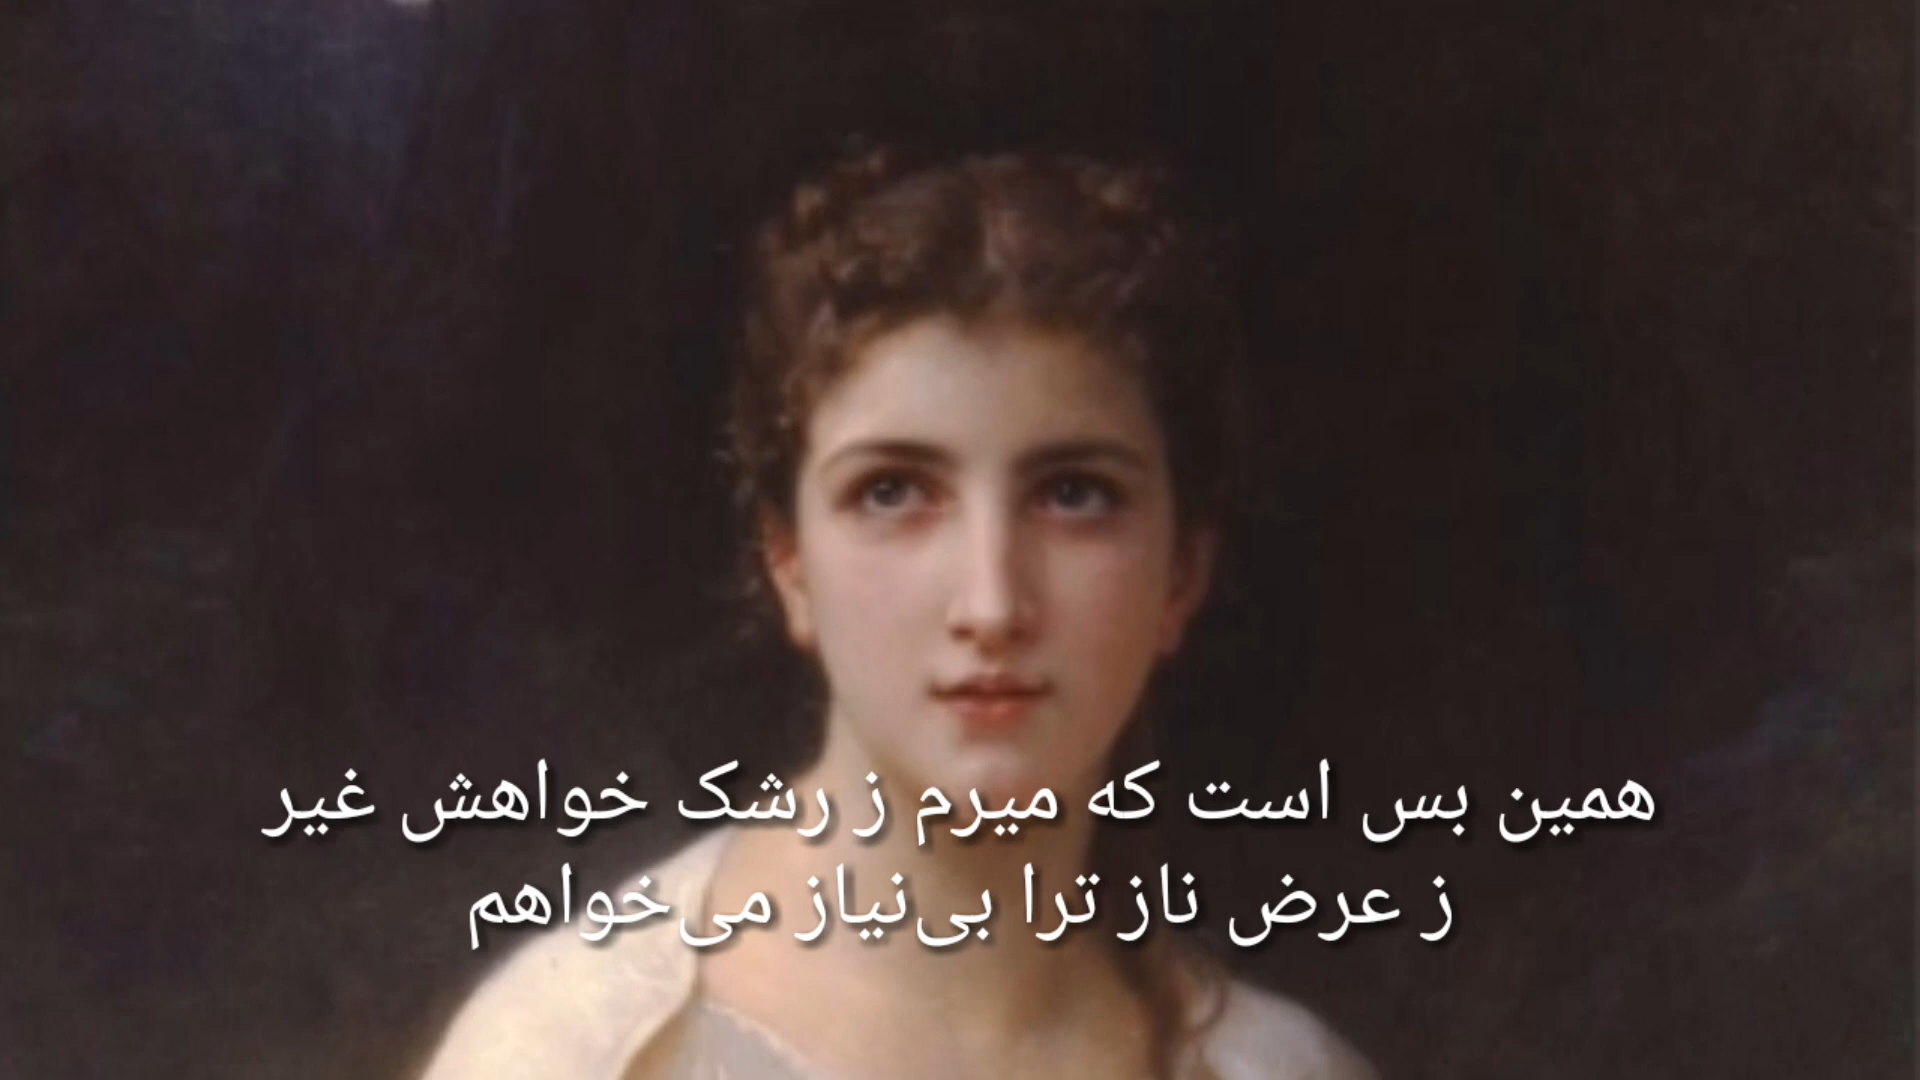 همین بس است که میرم ز رشک خواهش غیر
ز عرض ناز ترا بی‌نیاز می‌خواهم